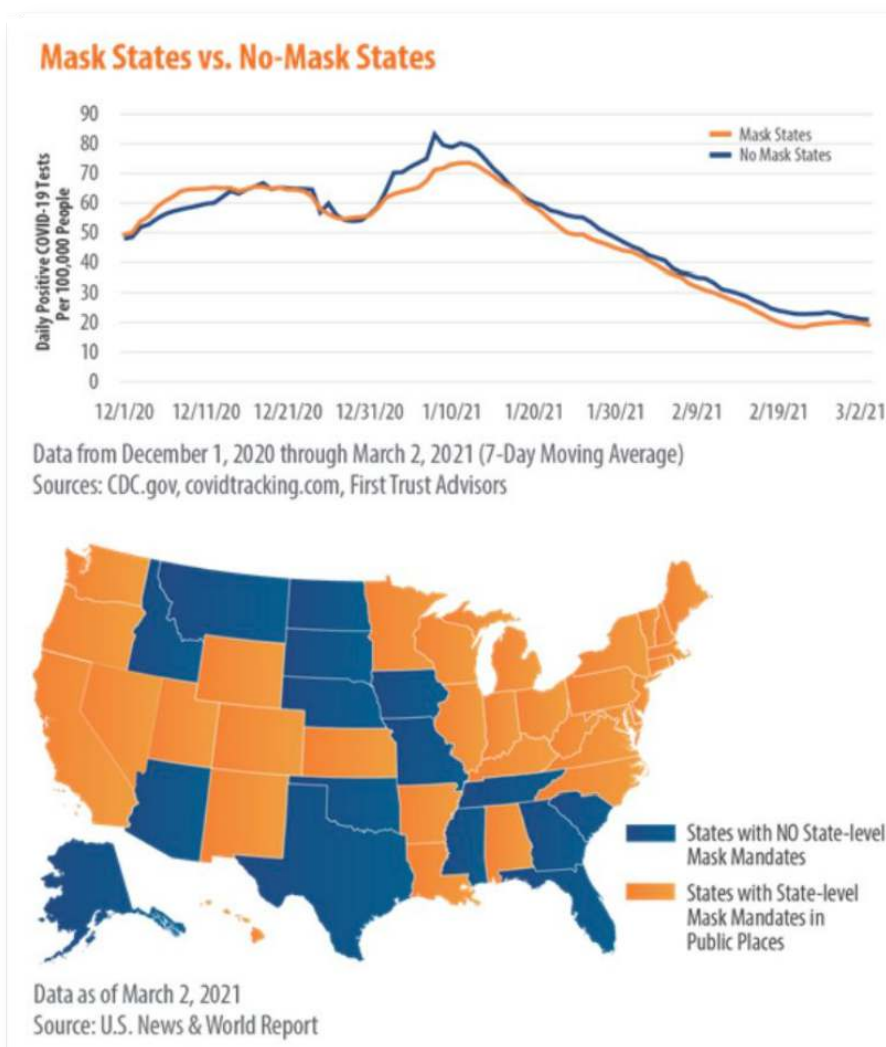 Mask States vs. No-Mask States
90
80
70
60
50
40
30
20
10
0
Daily Positive COVID-19 Tests
Per 100,000 People
Mask States
No Mask States
12/1/20 12/11/20 12/21/20 12/31/20 1/10/21 1/20/21 1/30/21 2/9/21 2/19/21 3/2/21
Data from December 1, 2020 through March 2, 2021 (7-Day Moving Average)
Sources: CDC.gov, covidtracking.com, First Trust Advisors
States with NO State-level
Mask Mandates
States with State-level
Mask Mandates in
Public Places
Data as of March 2, 2021
Source: U.S. News & World Report